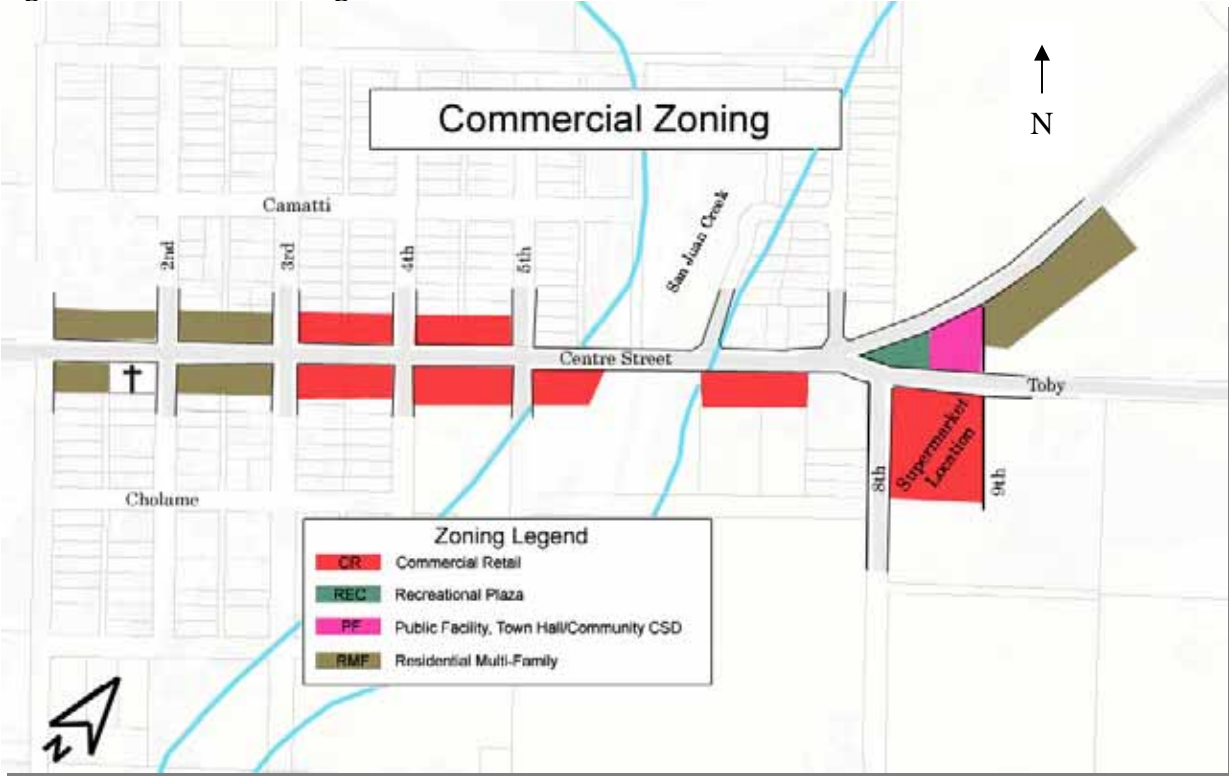 Commercial Zoning
N
Camatti
San Juan Creek
2nd
3rd
4th
5th
Centre Street
Toby
Supermarket
Location
8th
9th
Cholame
Zoning Legend
CR Commercial Retail
REC Recreational Plaza
PF Public Facility, Town Hall/Community CSD
RMF Residential Multi-Family
N